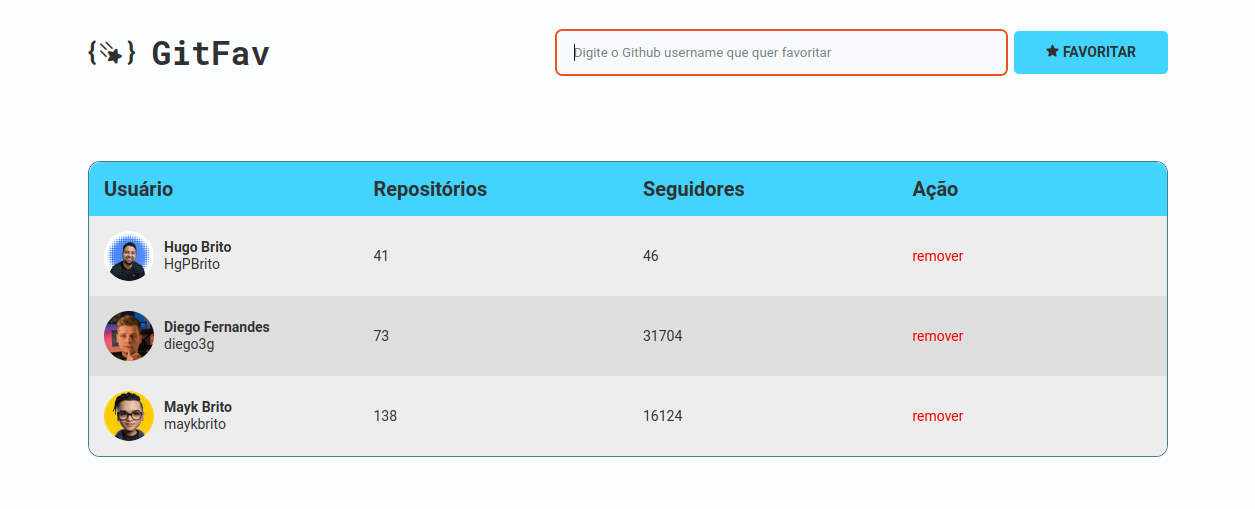 GitFav
Digite o Github username que quer favoritar
FAVORITAR
Usuário Repositórios Seguidores Ação
Hugo Brito
HgPBrito
41 46 remover
Diego Fernandes
diego3g
73 31704 remover
Mayk Brito
maykbrito
138 16124 remover